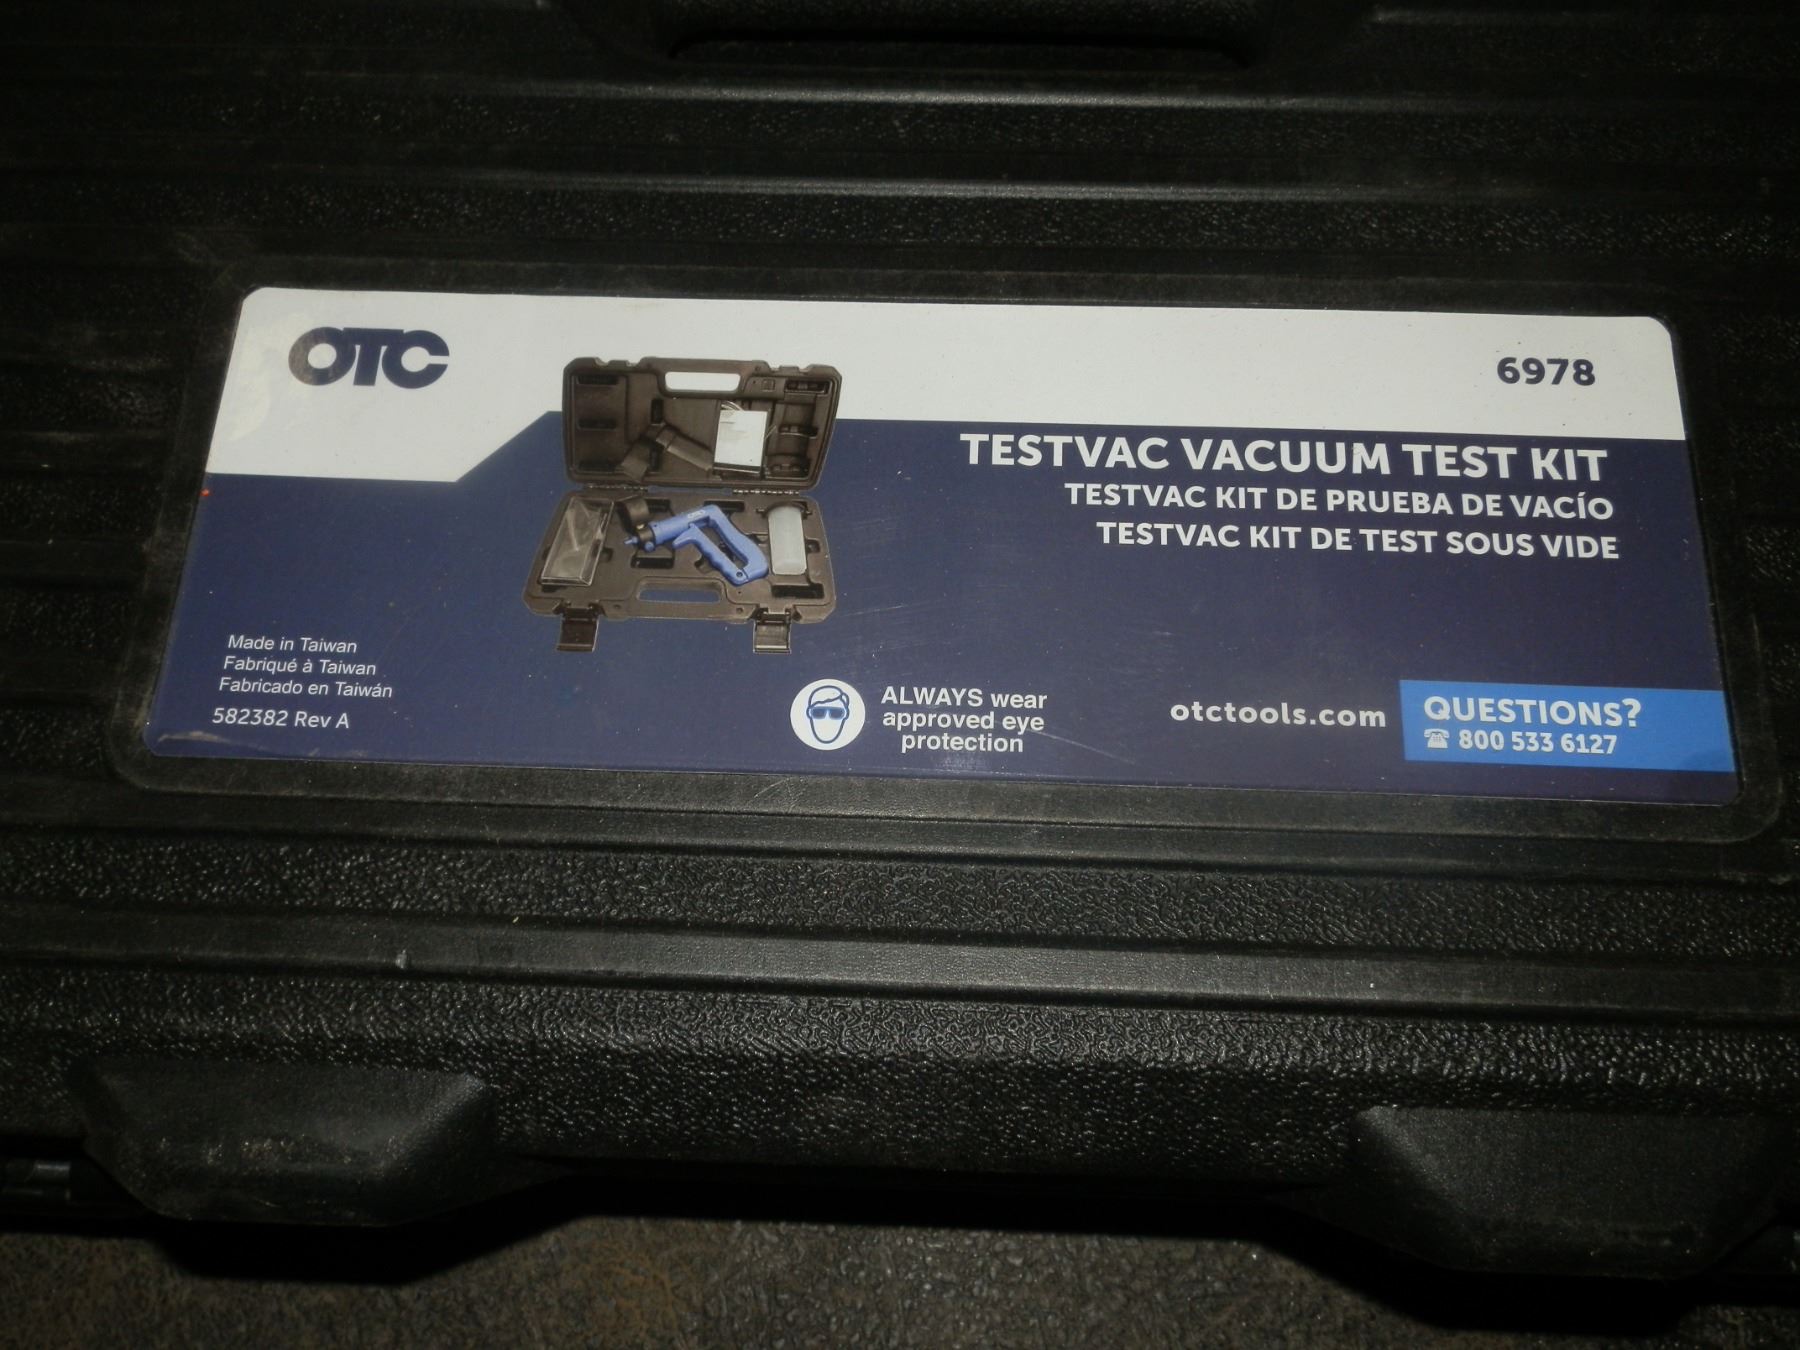 OTC
6978
TESTVAC VACUUM TEST KIT
TESTVAC KIT DE PRUEBA DE VACÍO
TESTVAC KIT DE TEST SOUS VIDE
Made in Taiwan
Fabriqué à Taiwan
Fabricado en Taiwán
582382 Rev A
ALWAYS wear
approved eye
protection
otctools.com
QUESTIONS?
☎ 800 533 6127